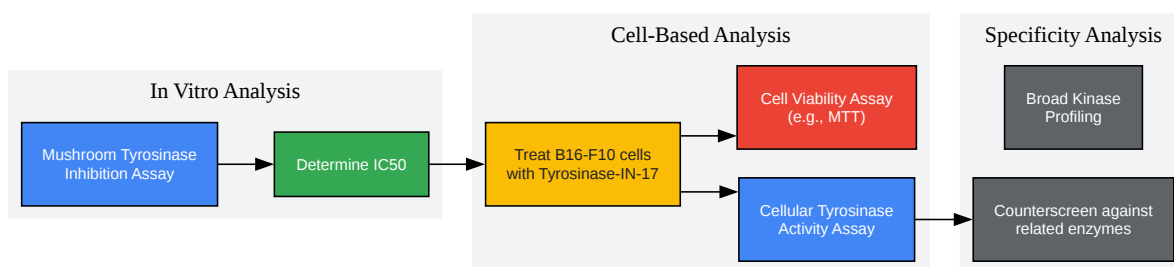 In Vitro Analysis
Mushroom Tyrosinase
Inhibition Assay
Determine IC50
Cell-Based Analysis
Treat B16-F10 cells
with Tyrosinase-IN-17
Cell Viability Assay
(e.g., MTT)
Cellular Tyrosinase
Activity Assay
Specificity Analysis
Broad Kinase
Profiling
Counterscreen against
related enzymes